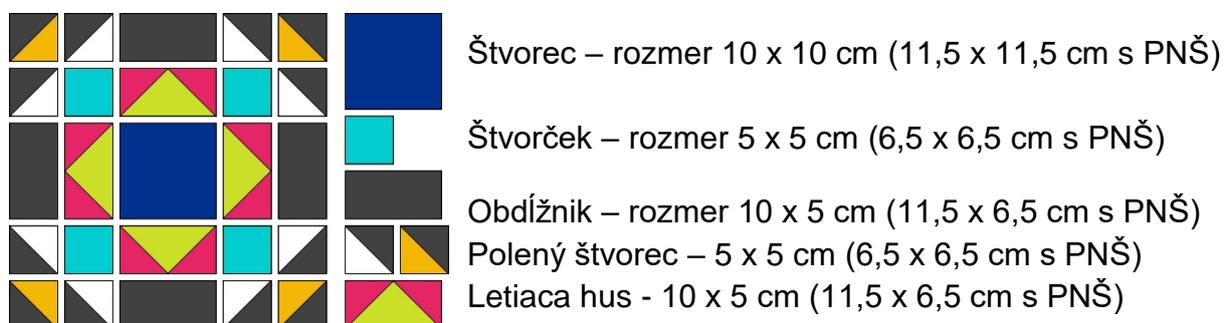 Štvorec – rozmer 10 x 10 cm (11,5 x 11,5 cm s PNŠ)
Štvorček – rozmer 5 x 5 cm (6,5 x 6,5 cm s PNŠ)
Obdĺžnik – rozmer 10 x 5 cm (11,5 x 6,5 cm s PNŠ)
Polený štvorec – 5 x 5 cm (6,5 x 6,5 cm s PNŠ)
Letiaca hus - 10 x 5 cm (11,5 x 6,5 cm s PNŠ)